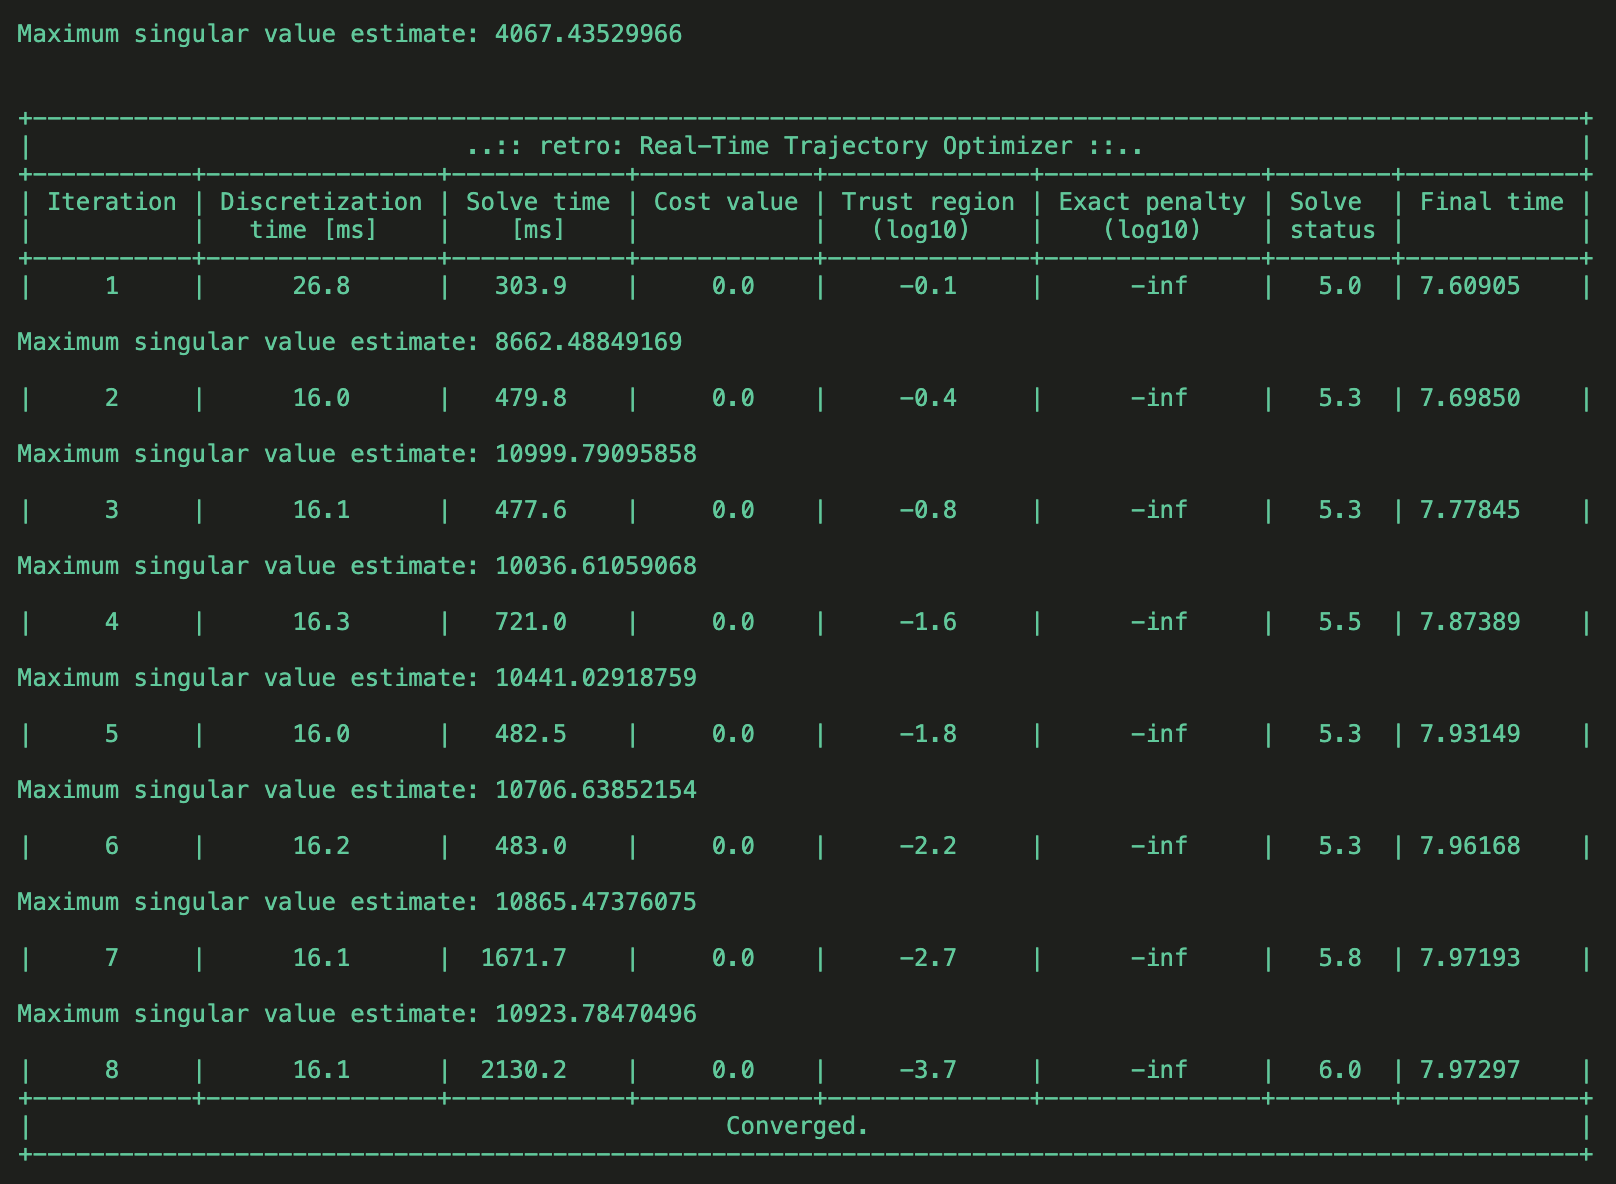 Maximum singular value estimate: 4067.43529966
+------------------------------------------------------------------------------------------------------------+
|                              ..:: retro: Real-Time Trajectory Optimizer ::..                               |
+-----------+----------------+------------+------------+--------------+---------------+--------+------------+
| Iteration | Discretization | Solve time | Cost value | Trust region | Exact penalty | Solve  | Final time |
|           |   time [ms]    |    [ms]    |            |   (log10)    |    (log10)    | status |            |
+-----------+----------------+------------+------------+--------------+---------------+--------+------------+
|     1     |      26.8      |   303.9    |     0.0    |     -0.1     |      -inf     |   5.0  | 7.60905    |
Maximum singular value estimate: 8662.48849169
|     2     |      16.0      |   479.8    |     0.0    |     -0.4     |      -inf     |   5.3  | 7.69850    |
Maximum singular value estimate: 10999.79095858
|     3     |      16.1      |   477.6    |     0.0    |     -0.8     |      -inf     |   5.3  | 7.77845    |
Maximum singular value estimate: 10036.61059068
|     4     |      16.3      |   721.0    |     0.0    |     -1.6     |      -inf     |   5.5  | 7.87389    |
Maximum singular value estimate: 10441.02918759
|     5     |      16.0      |   482.5    |     0.0    |     -1.8     |      -inf     |   5.3  | 7.93149    |
Maximum singular value estimate: 10706.63852154
|     6     |      16.2      |   483.0    |     0.0    |     -2.2     |      -inf     |   5.3  | 7.96168    |
Maximum singular value estimate: 10865.47376075
|     7     |      16.1      |  1671.7    |     0.0    |     -2.7     |      -inf     |   5.8  | 7.97193    |
Maximum singular value estimate: 10923.78470496
|     8     |      16.1      |  2130.2    |     0.0    |     -3.7     |      -inf     |   6.0  | 7.97297    |
+-----------+----------------+------------+------------+--------------+---------------+--------+------------+
|                                                Converged.                                                  |
+------------------------------------------------------------------------------------------------------------+